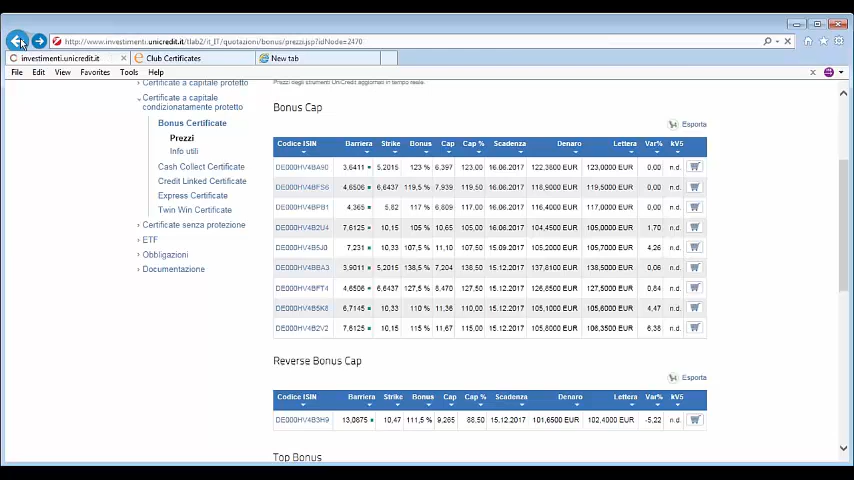 http://www.investimenti.unicredit.it/tlab2/it_IT/quotazioni/bonus/prezzi.jsp?idNode=2470
investimenti.unicredit.it Club Certificates New tab
File Edit View Favorites Tools Help
Certificate a capitale protetto
Prezzi degli strumenti UniCredit aggiornati in tempo reale.
Certificate a capitale
condizionatamente protetto
Bonus Certificate
Prezzi
Info utili
Cash Collect Certificate
Credit Linked Certificate
Express Certificate
Twin Win Certificate
Certificate senza protezione
ETF
Obbligazioni
Documentazione
Bonus Cap
Esporta
Codice ISIN Barriera Strike Bonus Cap Cap % Scadenza Denaro Lettera Var% kV5
DE000HV4BA90 3,6411 5,2015 123 % 6,397 123,00 16.06.2017 122,3800 EUR 123,0000 EUR 0,00 n.d.
DE000HV4BFS6 4,6506 6,6437 119,5 % 7,939 119,50 16.06.2017 118,9000 EUR 119,5000 EUR 0,00 n.d.
DE000HV4BPB1 4,365 5,82 117 % 6,809 117,00 16.06.2017 116,4000 EUR 117,0000 EUR 0,00 n.d.
DE000HV4B2U4 7,6125 10,15 105 % 10,65 105,00 16.06.2017 104,4500 EUR 105,0000 EUR 1,70 n.d.
DE000HV4B5J0 7,231 10,33 107,5 % 11,10 107,50 15.09.2017 105,2000 EUR 105,7000 EUR 4,26 n.d.
DE000HV4BBA3 3,9011 5,2015 138,5 % 7,204 138,50 15.12.2017 137,8100 EUR 138,5000 EUR 0,06 n.d.
DE000HV4BFT4 4,6506 6,6437 127,5 % 8,470 127,50 15.12.2017 126,8500 EUR 127,5000 EUR 0,84 n.d.
DE000HV4B5K8 6,7145 10,33 110 % 11,36 110,00 15.12.2017 105,1000 EUR 105,6000 EUR 4,47 n.d.
DE000HV4B2V2 7,6125 10,15 115 % 11,67 115,00 15.12.2017 105,8000 EUR 106,3500 EUR 6,38 n.d.
Reverse Bonus Cap
Esporta
Codice ISIN Barriera Strike Bonus Cap Cap % Scadenza Denaro Lettera Var% kV5
DE000HV4B3H9 13,0875 10,47 111,5 % 9,265 88,50 15.12.2017 101,6500 EUR 102,4000 EUR -5,22 n.d.
Top Bonus